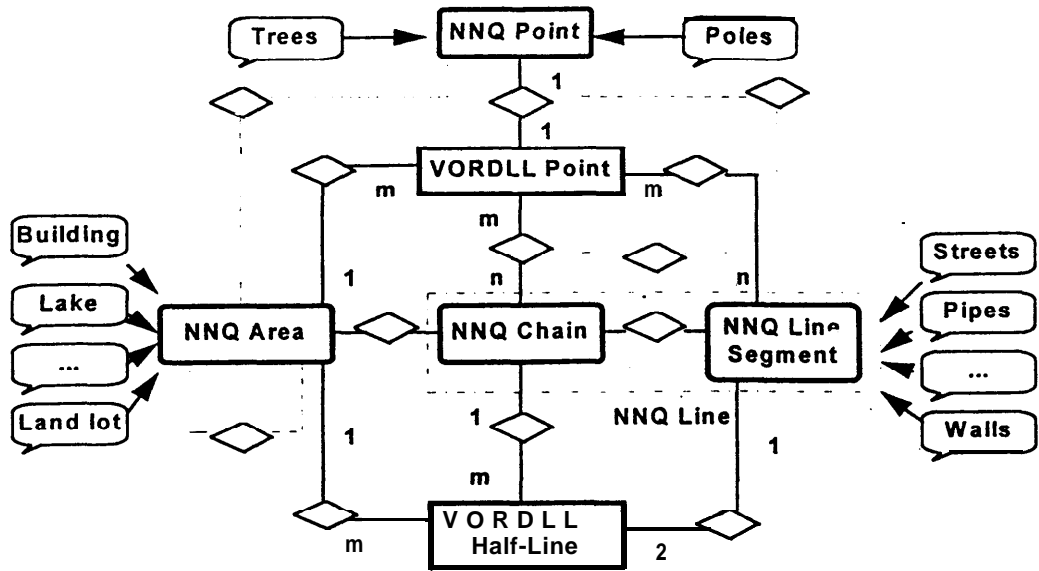 Trees
NNQ Point
Poles
1
1
VORDLL Point
m
m
m
Building
Streets
1
n
n
Lake
NNQ Area
NNQ Chain
NNQ Line
Segment
Pipes
...
...
Land lot
1
1
NNQ Line
1
Walls
m
VORDLL
Half-Line
m
2